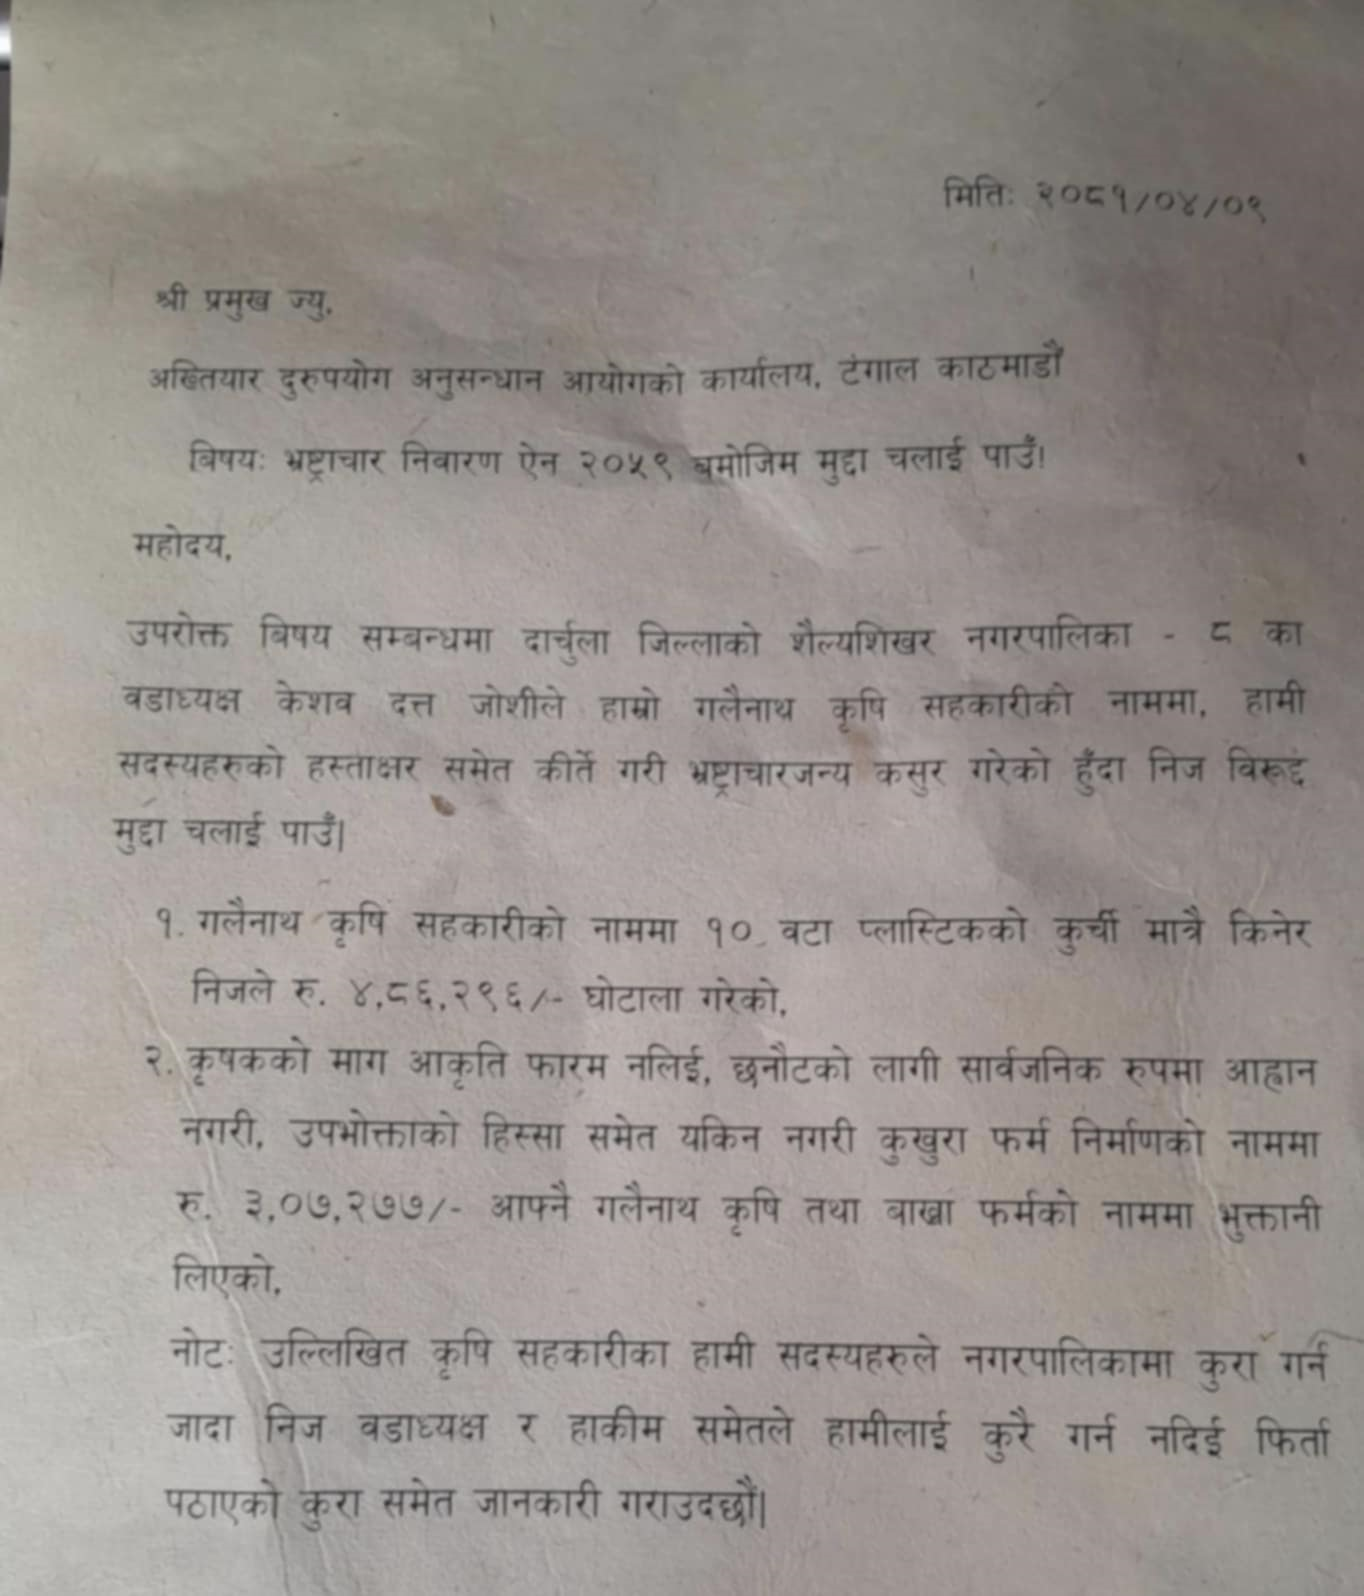 मितिः २०८१/०४/०९
श्री प्रमुख ज्यु,
अख्तियार दुरुपयोग अनुसन्धान आयोगको कार्यालय, टंगाल काठमाडौं
बिषयः भ्रष्ट्राचार निवारण ऐन २०५९ बमोजिम मुद्दा चलाई पाउँ।
महोदय,
उपरोक्त बिषय सम्बन्धमा दार्चुला जिल्लाको शैल्यशिखर नगरपालिका - ८ का
वडाध्यक्ष केशव दत्त जोशीले हाम्रो गलैनाथ कृषि सहकारीको नाममा, हामी
सदस्यहरुको हस्ताक्षर समेत कीर्ते गरी भ्रष्ट्राचारजन्य कसुर गरेको हुँदा निज बिरूद्द
मुद्दा चलाई पाउँ|
१. गलैनाथ कृषि सहकारीको नाममा १० वटा प्लास्टिकको कुर्ची मात्रै किनेर
निजले रु. ४,८६,२९६/- घोटाला गरेको,
२. कृषकको माग आकृति फारम नलिई, छनौटको लागी सार्वजनिक रुपमा आह्वान
नगरी, उपभोक्ताको हिस्सा समेत यकिन नगरी कुखुरा फर्म निर्माणको नाममा
रु. ३,०७,२७७/- आफ्नै गलैनाथ कृषि तथा बाख्रा फर्मको नाममा भुक्तानी
लिएको,
नोटः उल्लिखित कृषि सहकारीका हामी सदस्यहरुले नगरपालिकामा कुरा गर्न
जादा निज वडाध्यक्ष र हाकीम समेतले हामीलाई कुरै गर्न नदिई फिर्ता
पठाएको कुरा समेत जानकारी गराउदछौं|